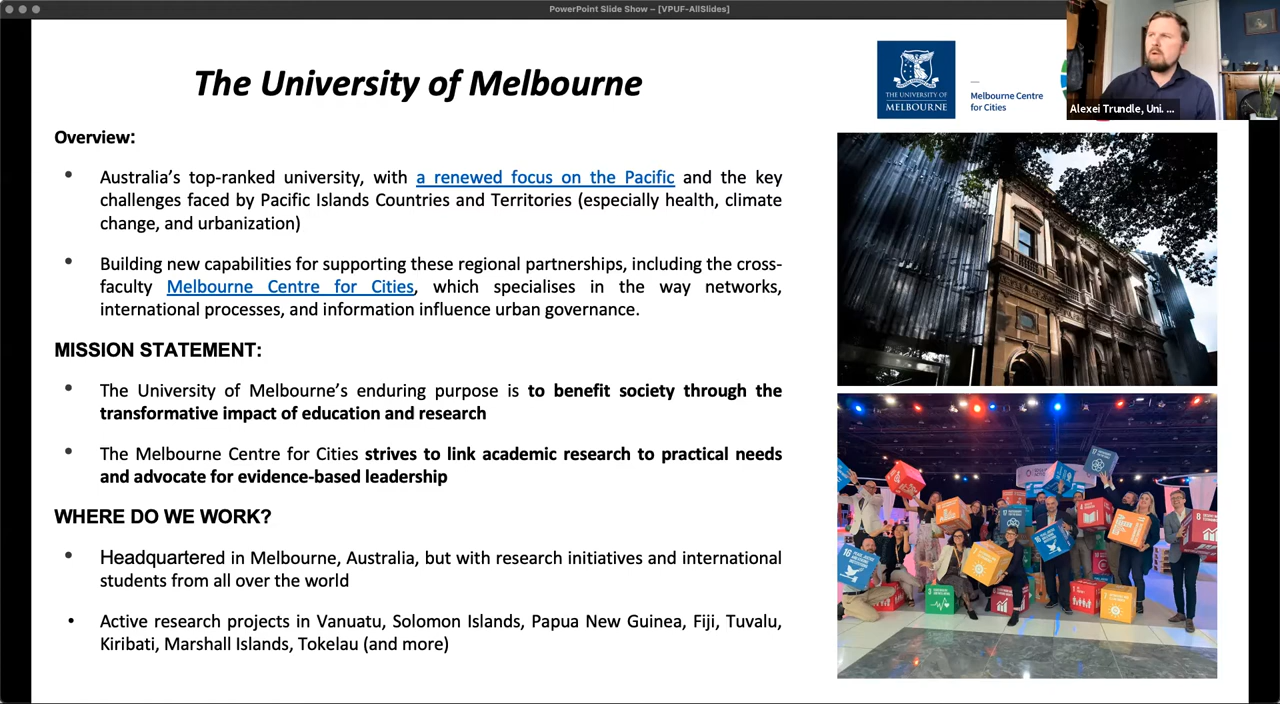 PowerPoint Slide Show – [VPUF-AllSlides]
The University of Melbourne
THE UNIVERSITY OF
MELBOURNE
Melbourne Centre
for Cities
Alexei Trundle, Uni. ...
Overview:
• Australia's top-ranked university, with a renewed focus on the Pacific and the key
challenges faced by Pacific Islands Countries and Territories (especially health, climate
change, and urbanization)
• Building new capabilities for supporting these regional partnerships, including the cross-
faculty Melbourne Centre for Cities, which specialises in the way networks,
international processes, and information influence urban governance.
MISSION STATEMENT:
• The University of Melbourne's enduring purpose is to benefit society through the
transformative impact of education and research
• The Melbourne Centre for Cities strives to link academic research to practical needs
and advocate for evidence-based leadership
WHERE DO WE WORK?
• Headquartered in Melbourne, Australia, but with research initiatives and international
students from all over the world
• Active research projects in Vanuatu, Solomon Islands, Papua New Guinea, Fiji, Tuvalu,
Kiribati, Marshall Islands, Tokelau (and more)
17
16
8